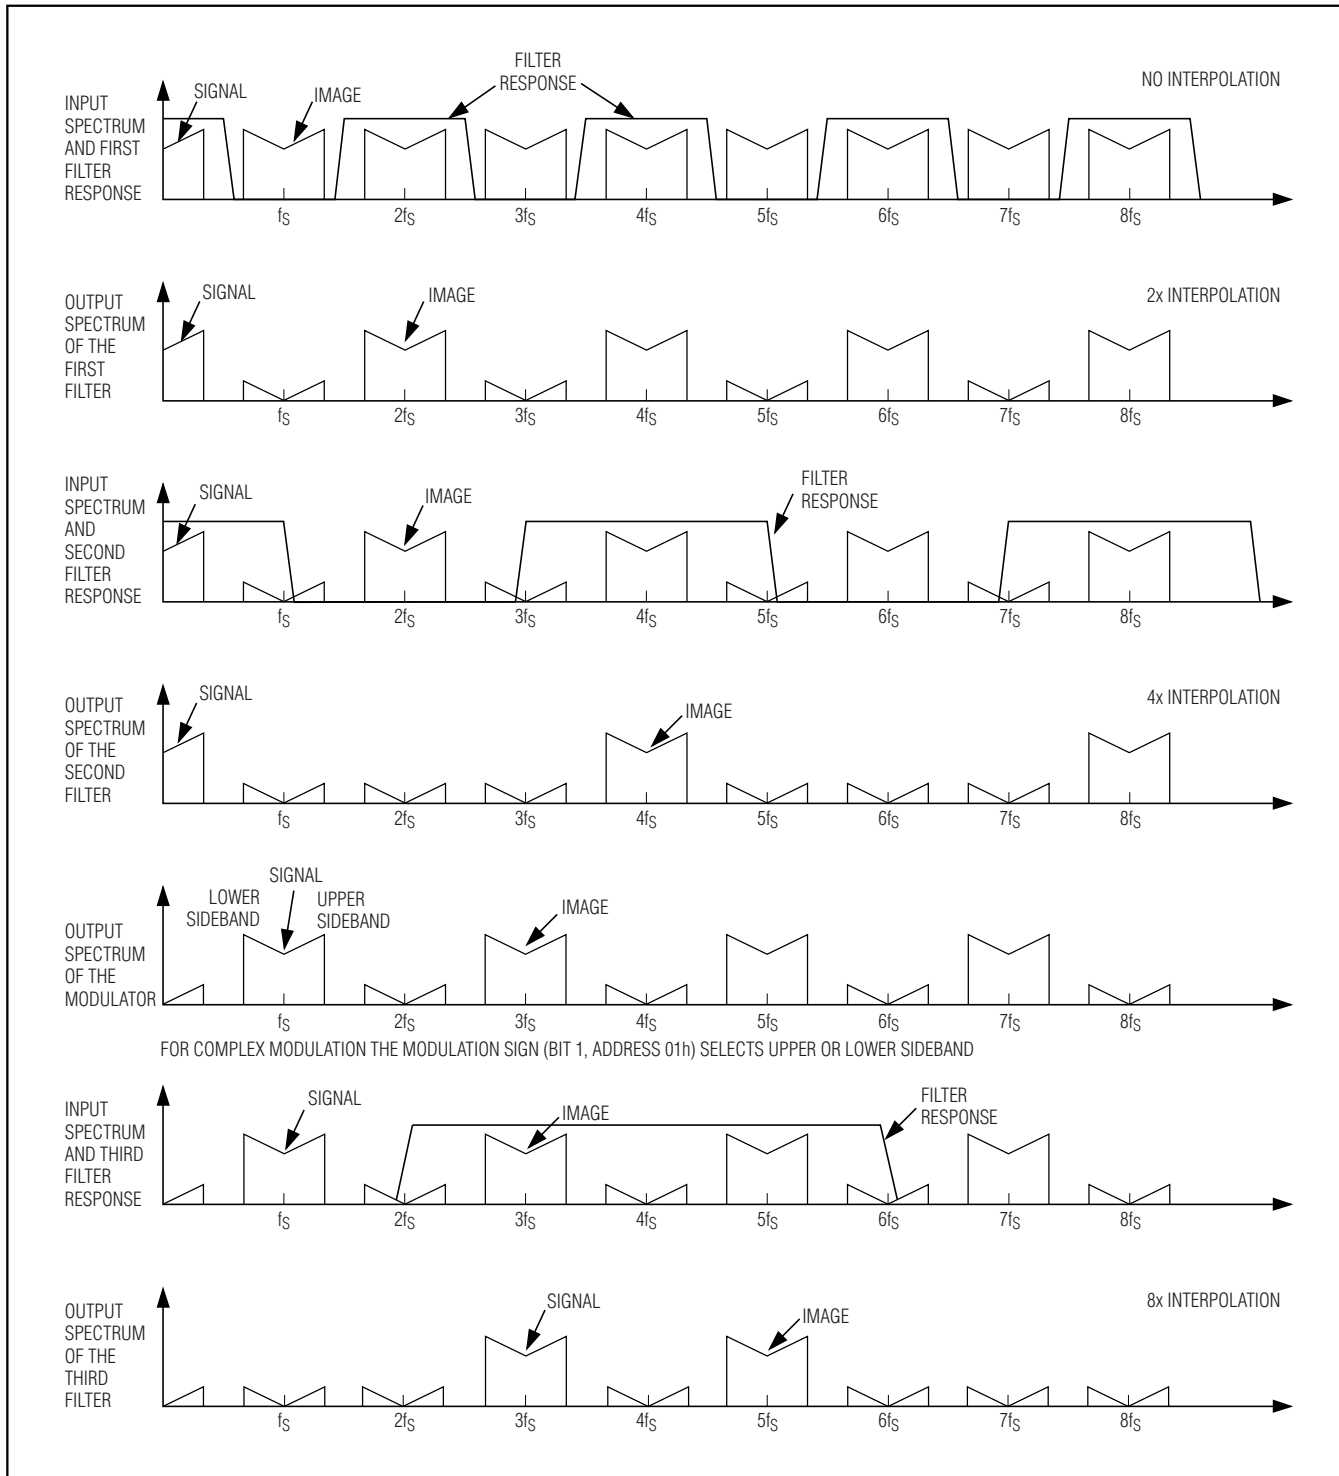 NO INTERPOLATION
FILTER
RESPONSE
SIGNAL
IMAGE
INPUT
SPECTRUM
AND FIRST
FILTER
RESPONSE
fS
2fS
3fS
4fS
5fS
6fS
7fS
8fS
2x INTERPOLATION
SIGNAL
IMAGE
OUTPUT
SPECTRUM
OF THE
FIRST
FILTER
fS
2fS
3fS
4fS
5fS
6fS
7fS
8fS
INPUT
SPECTRUM
AND
SECOND
FILTER
RESPONSE
SIGNAL
IMAGE
FILTER
RESPONSE
fS
2fS
3fS
4fS
5fS
6fS
7fS
8fS
4x INTERPOLATION
OUTPUT
SPECTRUM
OF THE
SECOND
FILTER
SIGNAL
IMAGE
fS
2fS
3fS
4fS
5fS
6fS
7fS
8fS
OUTPUT
SPECTRUM
OF THE
MODULATOR
SIGNAL
LOWER
SIDEBAND
UPPER
SIDEBAND
IMAGE
fS
2fS
3fS
4fS
5fS
6fS
7fS
8fS
FOR COMPLEX MODULATION THE MODULATION SIGN (BIT 1, ADDRESS 01h) SELECTS UPPER OR LOWER SIDEBAND
INPUT
SPECTRUM
AND THIRD
FILTER
RESPONSE
SIGNAL
IMAGE
FILTER
RESPONSE
fS
2fS
3fS
4fS
5fS
6fS
7fS
8fS
8x INTERPOLATION
OUTPUT
SPECTRUM
OF THE
THIRD
FILTER
SIGNAL
IMAGE
fS
2fS
3fS
4fS
5fS
6fS
7fS
8fS